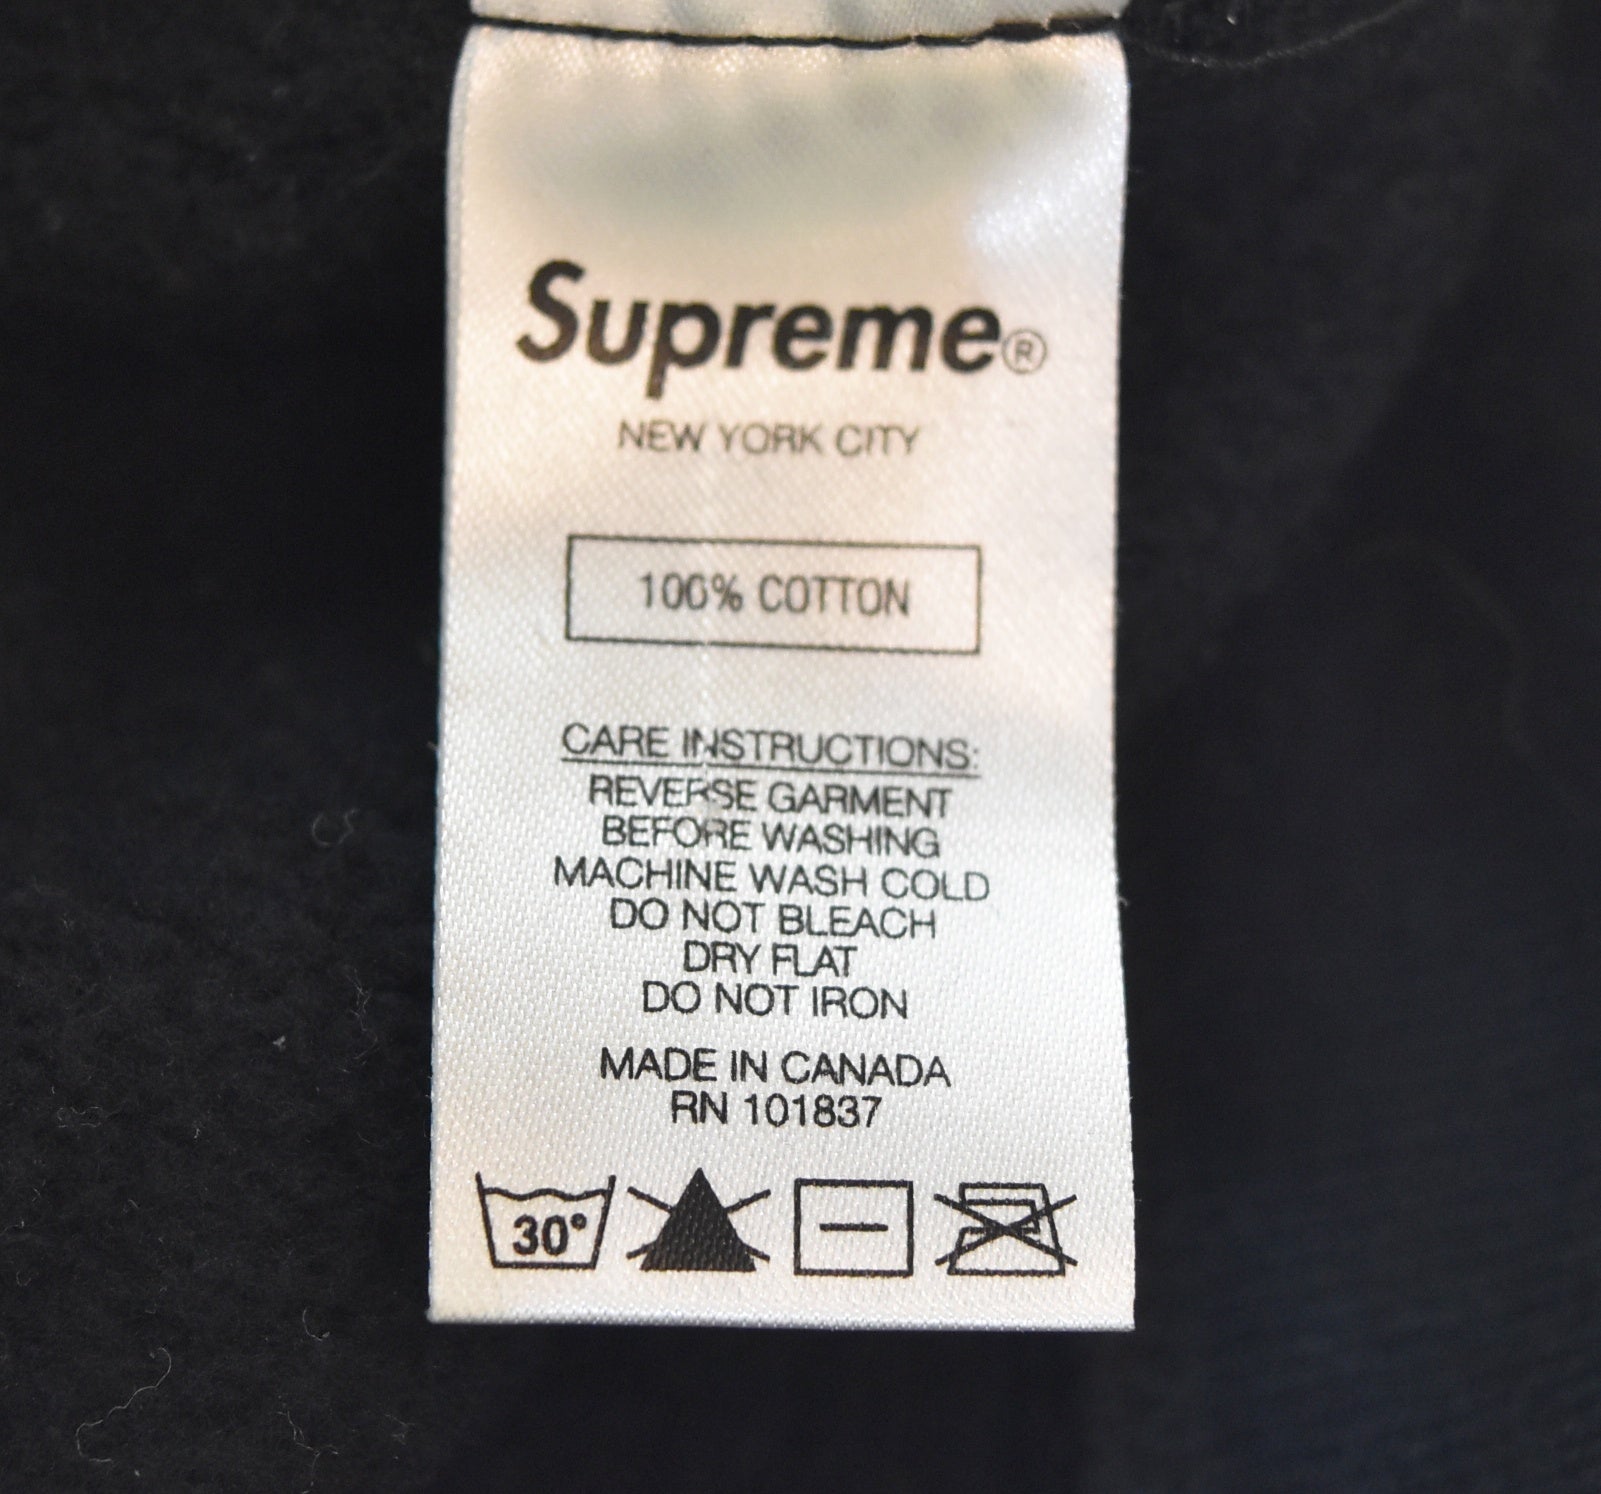 Supreme®
NEW YORK CITY
100% COTTON
CARE INSTRUCTIONS:
REVERSE GARMENT
BEFORE WASHING
MACHINE WASH COLD
DO NOT BLEACH
DRY FLAT
DO NOT IRON
MADE IN CANADA
RN 101837
30°